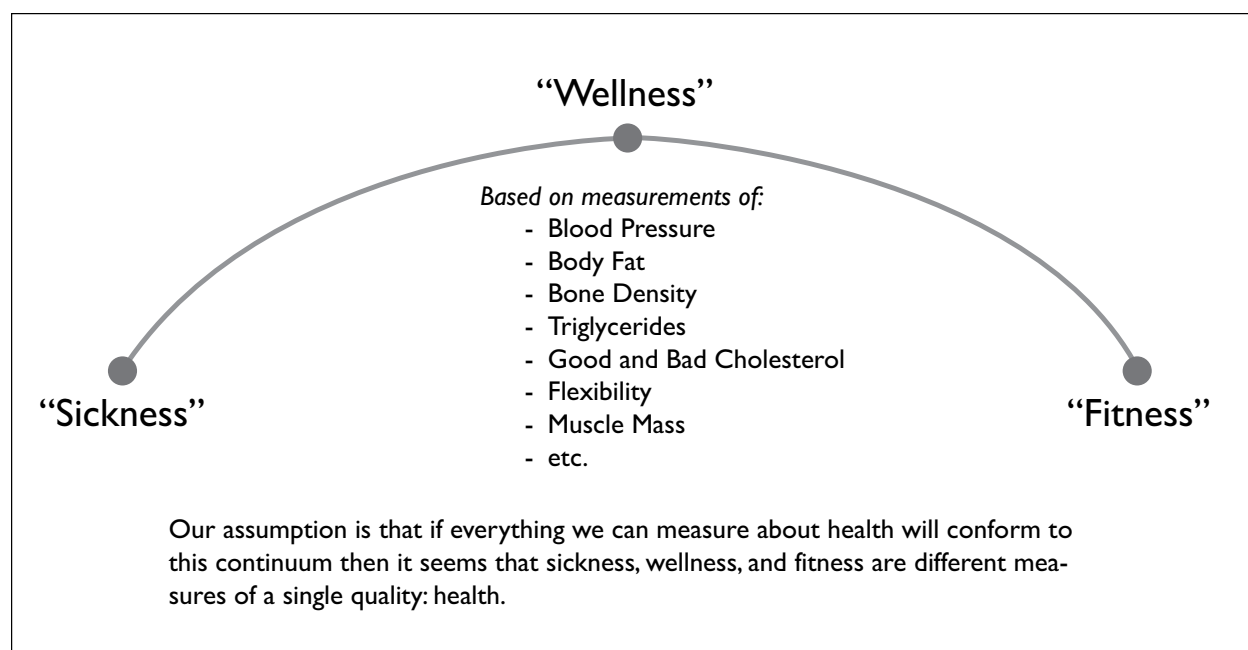 “Wellness”
Based on measurements of:
- Blood Pressure
- Body Fat
- Bone Density
- Triglycerides
- Good and Bad Cholesterol
- Flexibility
- Muscle Mass
- etc.
“Sickness”
“Fitness”
Our assumption is that if everything we can measure about health will conform to
this continuum then it seems that sickness, wellness, and fitness are different mea-
sures of a single quality: health.